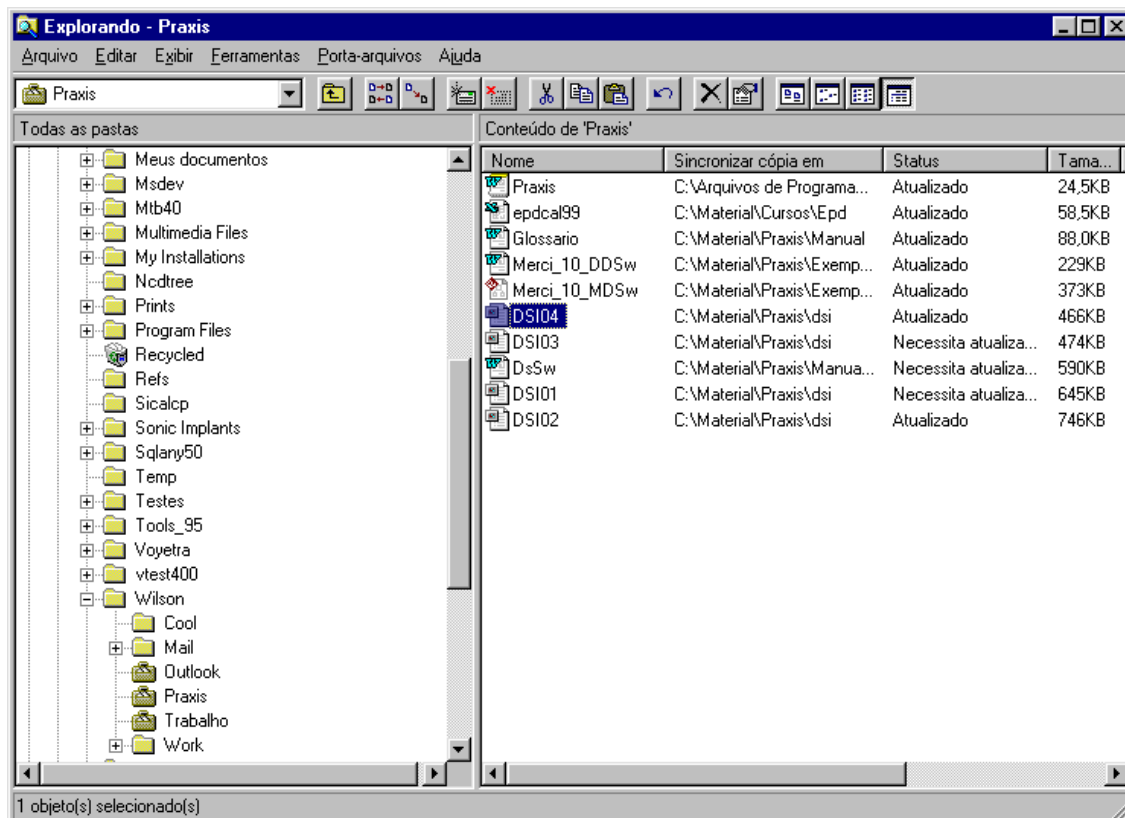 Explorando - Praxis
Arquivo Editar Exibir Ferramentas Porta-arquivos Ajuda
Praxis
Todas as pastas
Meus documentos
Msdev
Mtb40
Multimedia Files
My Installations
Ncdtree
Prints
Program Files
Recycled
Refs
Sicalcp
Sonic Implants
Sqlany50
Temp
Testes
Tools_95
Voyetra
vtest400
Wilson
Cool
Mail
Outlook
Praxis
Trabalho
Work
Conteúdo de 'Praxis'
Nome Sincronizar cópia em Status Tama...
Praxis C:\Arquivos de Programa... Atualizado 24,5KB
epdcal99 C:\Material\Cursos\Epd Atualizado 58,5KB
Glossario C:\Material\Praxis\Manual Atualizado 88,0KB
Merci_10_DDSw C:\Material\Praxis\Exemp... Atualizado 229KB
Merci_10_MDSw C:\Material\Praxis\Exemp... Atualizado 373KB
DSI04 C:\Material\Praxis\dsi Atualizado 466KB
DSI03 C:\Material\Praxis\dsi Necessita atualiza... 474KB
DsSw C:\Material\Praxis\Manua... Necessita atualiza... 590KB
DSI01 C:\Material\Praxis\dsi Necessita atualiza... 645KB
DSI02 C:\Material\Praxis\dsi Atualizado 746KB
1 objeto(s) selecionado(s)